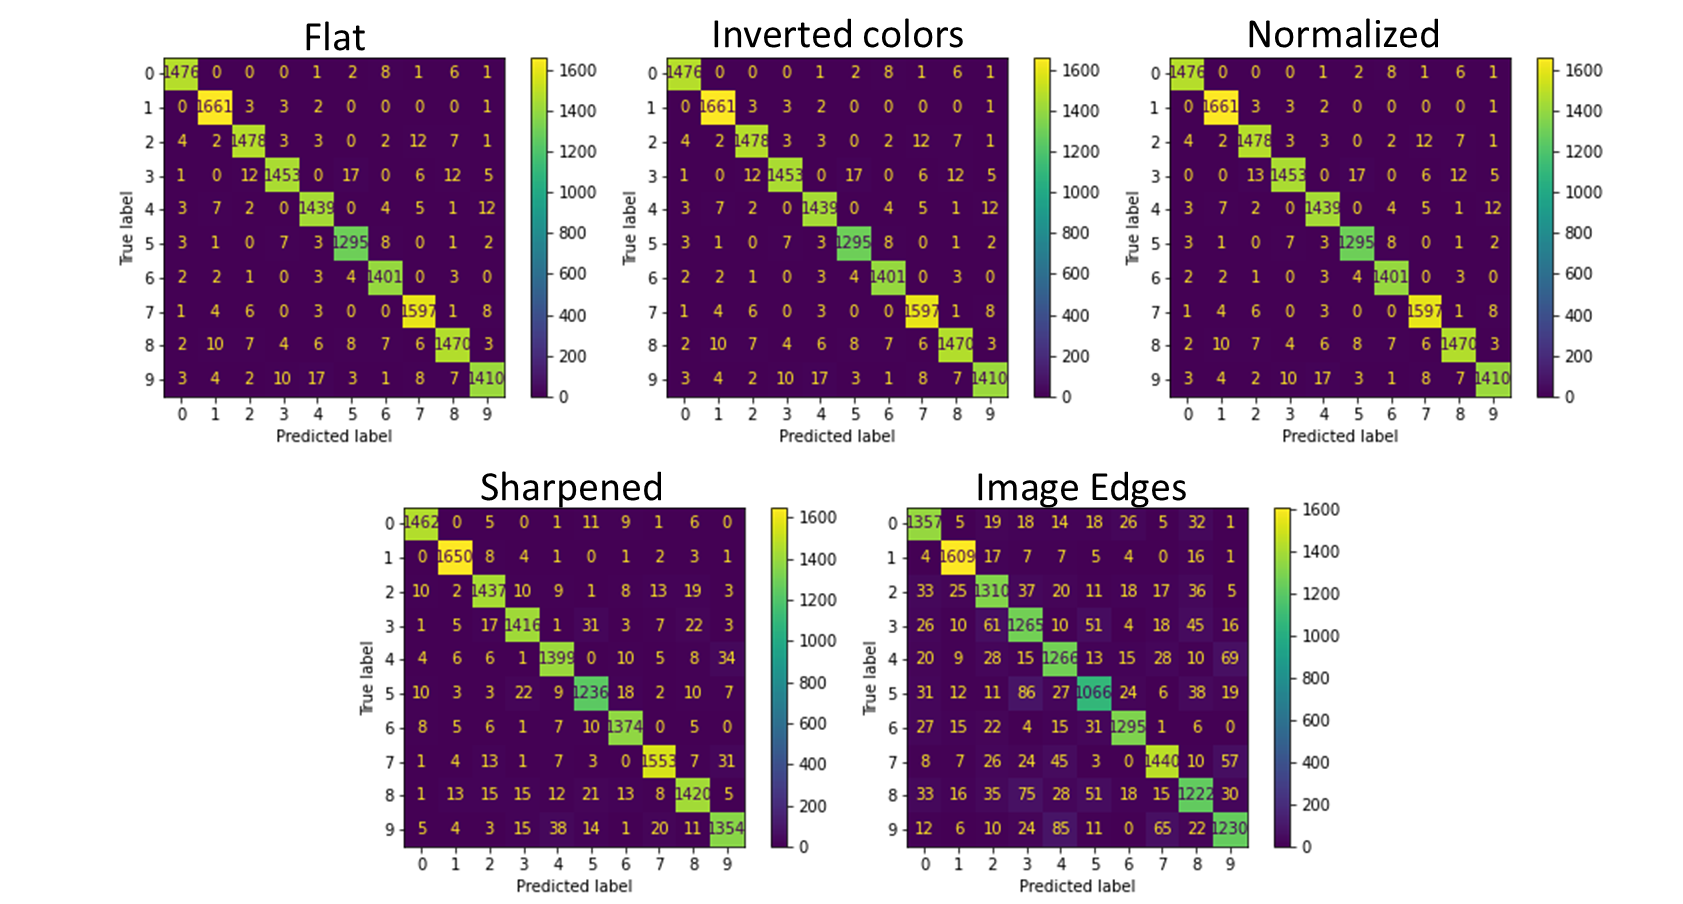 Flat
0 1476 0 0 0 1 2 8 1 6 1
1 0 1661 3 3 2 0 0 0 0 1
2 4 2 1478 3 3 0 2 12 7 1
3 1 0 12 1453 0 17 0 6 12 5
4 3 7 2 0 1439 0 4 5 1 12
5 3 1 0 7 3 1295 8 0 1 2
6 2 2 1 0 3 4 1401 0 3 0
7 1 4 6 0 3 0 0 1597 1 8
8 2 10 7 4 6 8 7 6 1470 3
9 3 4 2 10 17 3 1 8 7 1410
0 1 2 3 4 5 6 7 8 9
Predicted label
True label
1600
1400
1200
1000
800
600
400
200
0
Inverted colors
0 1476 0 0 0 1 2 8 1 6 1
1 0 1661 3 3 2 0 0 0 0 1
2 4 2 1478 3 3 0 2 12 7 1
3 1 0 12 1453 0 17 0 6 12 5
4 3 7 2 0 1439 0 4 5 1 12
5 3 1 0 7 3 1295 8 0 1 2
6 2 2 1 0 3 4 1401 0 3 0
7 1 4 6 0 3 0 0 1597 1 8
8 2 10 7 4 6 8 7 6 1470 3
9 3 4 2 10 17 3 1 8 7 1410
0 1 2 3 4 5 6 7 8 9
Predicted label
True label
1600
1400
1200
1000
800
600
400
200
0
Normalized
0 1476 0 0 0 1 2 8 1 6 1
1 0 1661 3 3 2 0 0 0 0 1
2 4 2 1478 3 3 0 2 12 7 1
3 0 0 13 1453 0 17 0 6 12 5
4 3 7 2 0 1439 0 4 5 1 12
5 3 1 0 7 3 1295 8 0 1 2
6 2 2 1 0 3 4 1401 0 3 0
7 1 4 6 0 3 0 0 1597 1 8
8 2 10 7 4 6 8 7 6 1470 3
9 3 4 2 10 17 3 1 8 7 1410
0 1 2 3 4 5 6 7 8 9
Predicted label
True label
1600
1400
1200
1000
800
600
400
200
0
Sharpened
0 1462 0 5 0 1 11 9 1 6 0
1 0 1650 8 4 1 0 1 2 3 1
2 10 2 1437 10 9 1 8 13 19 3
3 1 5 17 1416 1 31 3 7 22 3
4 4 6 6 1 1399 0 10 5 8 34
5 10 3 3 22 9 1236 18 2 10 7
6 8 5 6 1 7 10 1374 0 5 0
7 1 4 13 1 7 3 0 1553 7 31
8 1 13 15 15 12 21 13 8 1420 5
9 5 4 3 15 38 14 1 20 11 1354
0 1 2 3 4 5 6 7 8 9
Predicted label
True label
1600
1400
1200
1000
800
600
400
200
0
Image Edges
0 1357 5 19 18 14 18 26 5 32 1
1 4 1609 17 7 7 5 4 0 16 1
2 33 25 1310 37 20 11 18 17 36 5
3 26 10 61 1265 10 51 4 18 45 16
4 20 9 28 15 1266 13 15 28 10 69
5 31 12 11 86 27 1066 24 6 38 19
6 27 15 22 4 15 31 1295 1 6 0
7 8 7 26 24 45 3 0 1440 10 57
8 33 16 35 75 28 51 18 15 1222 30
9 12 6 10 24 85 11 0 65 22 1230
0 1 2 3 4 5 6 7 8 9
Predicted label
True label
1600
1400
1200
1000
800
600
400
200
0